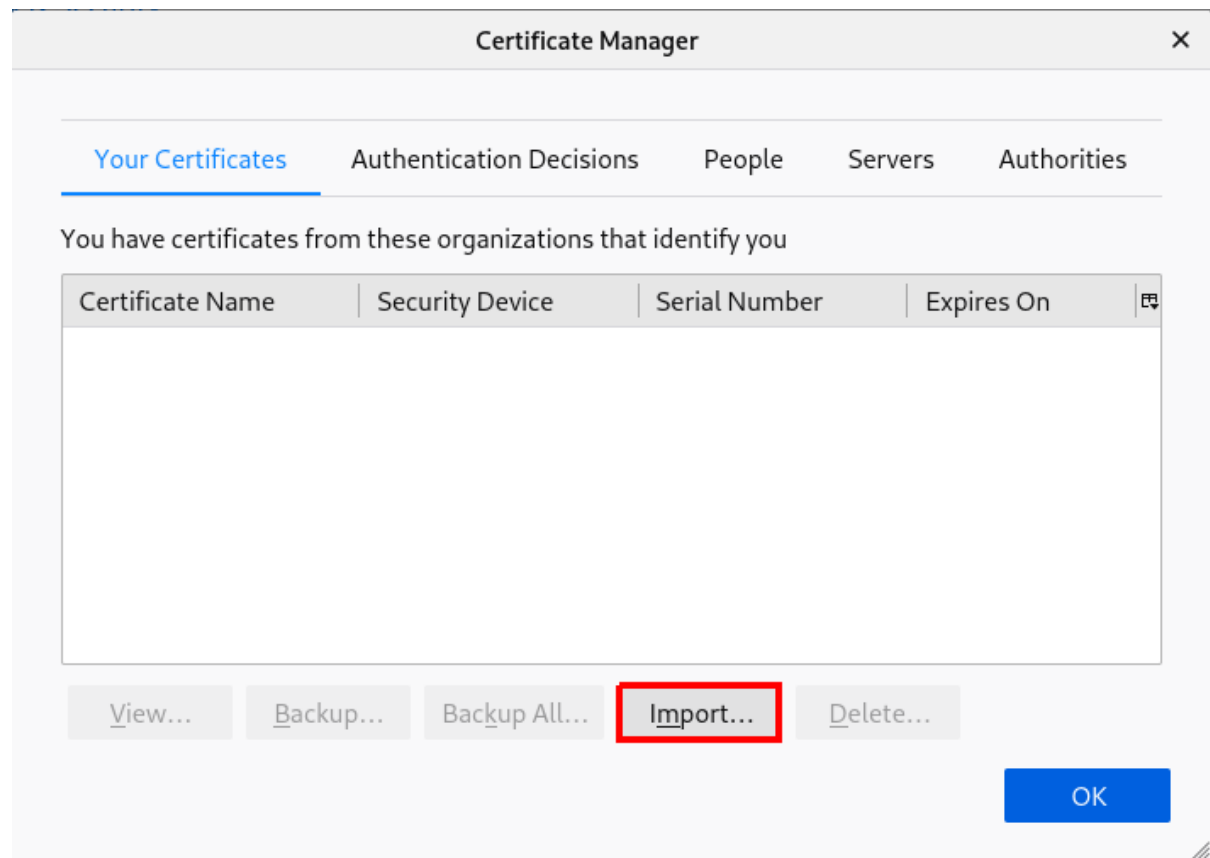 Certificate Manager
Your Certificates Authentication Decisions People Servers Authorities
You have certificates from these organizations that identify you
Certificate Name Security Device Serial Number Expires On
View... Backup... Backup All... Import... Delete...
OK